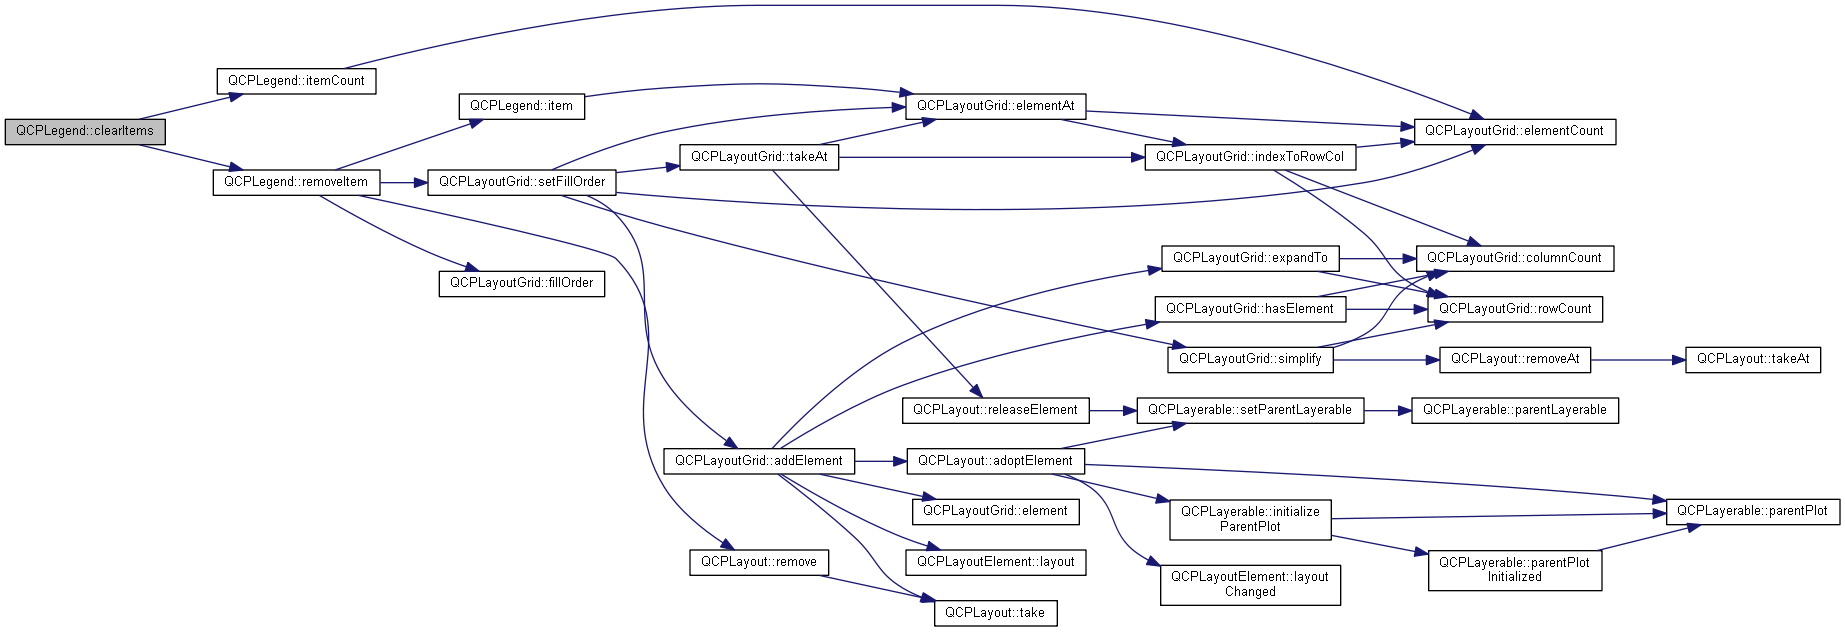 QCPLegend::clearItems
QCPLegend::itemCount
QCPLegend::removeItem
QCPLegend::item
QCPLayoutGrid::setFillOrder
QCPLayoutGrid::fillOrder
QCPLayoutGrid::takeAt
QCPLayoutGrid::addElement
QCPLayout::remove
QCPLayoutGrid::elementAt
QCPLayout::releaseElement
QCPLayout::adoptElement
QCPLayoutGrid::element
QCPLayoutElement::layout
QCPLayout::take
QCPLayoutGrid::indexToRowCol
QCPLayoutGrid::expandTo
QCPLayoutGrid::hasElement
QCPLayoutGrid::simplify
QCPLayerable::setParentLayerable
QCPLayerable::initialize
ParentPlot
QCPLayoutElement::layout
Changed
QCPLayoutGrid::elementCount
QCPLayoutGrid::columnCount
QCPLayoutGrid::rowCount
QCPLayout::removeAt
QCPLayerable::parentLayerable
QCPLayerable::parentPlot
Initialized
QCPLayout::takeAt
QCPLayerable::parentPlot